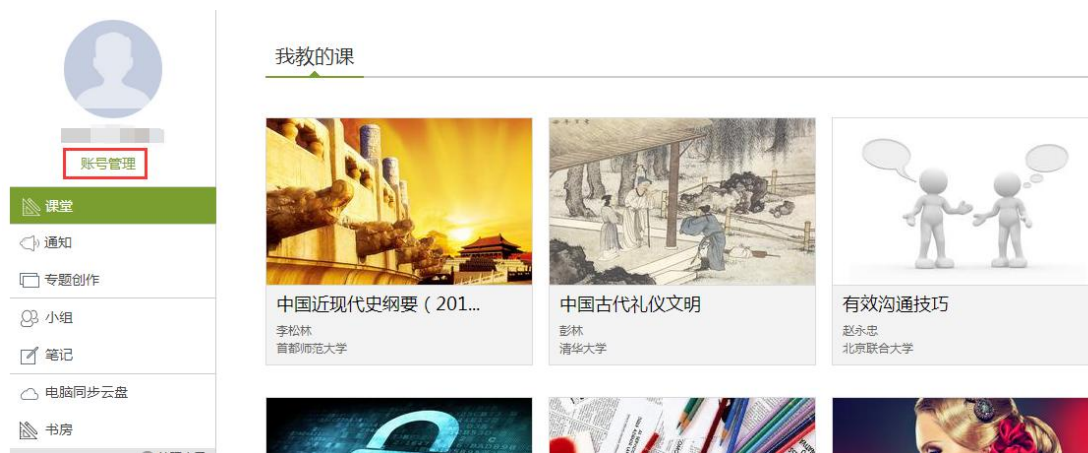 我教的课
账号管理
课堂
通知
专题创作
小组
笔记
电脑同步云盘
书房
中国近现代史纲要（201...
李松林
首都师范大学
中国古代礼仪文明
彭林
清华大学
有效沟通技巧
赵永忠
北京联合大学